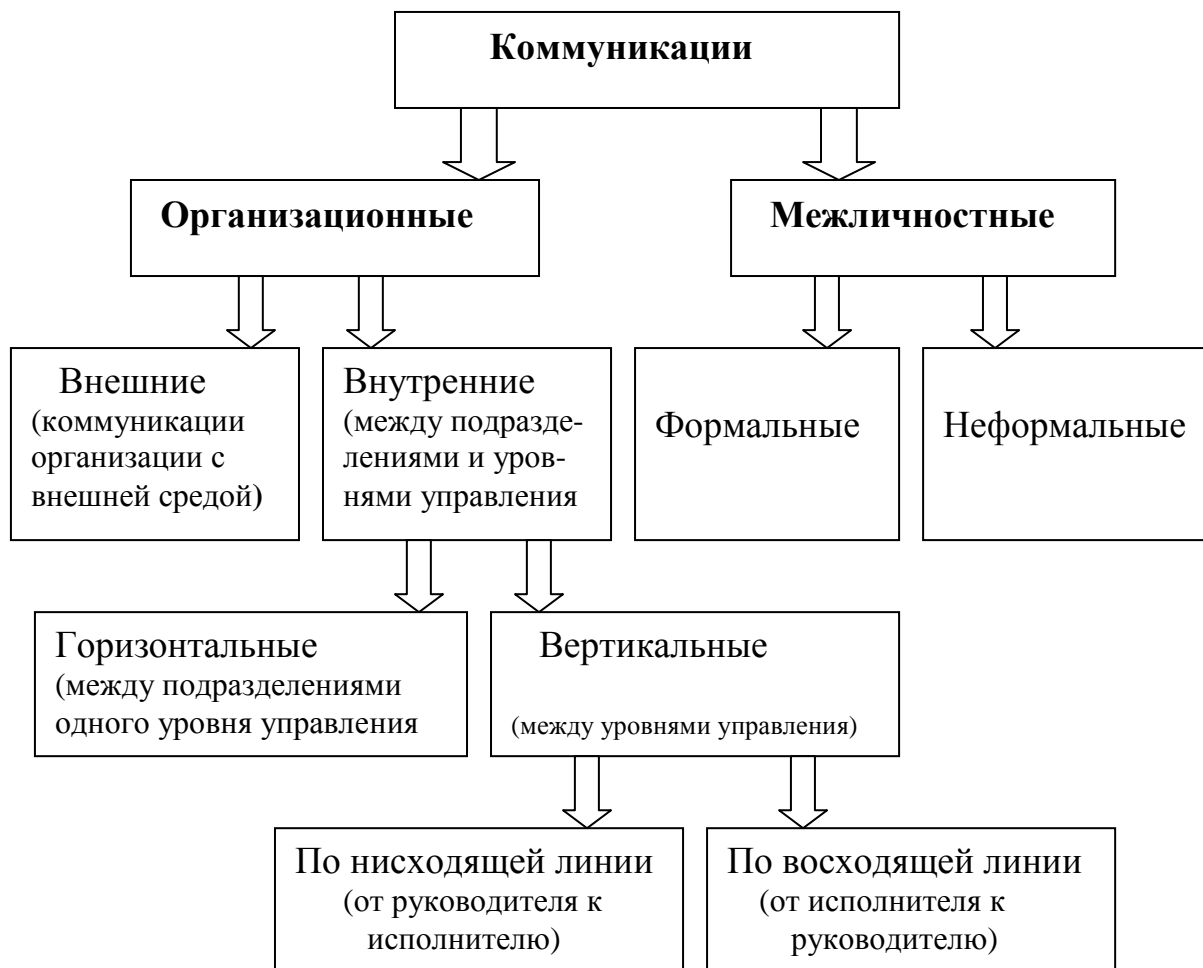 Коммуникации
Организационные
Межличностные
Внешние
(коммуникации
организации с
внешней средой)
Внутренние
(между подразде-
лениями и уров-
нями управления
Формальные
Неформальные
Горизонтальные
(между подразделениями
одного уровня управления
Вертикальные
(между уровнями управления)
По нисходящей линии
(от руководителя к
исполнителю)
По восходящей линии
(от исполнителя к
руководителю)